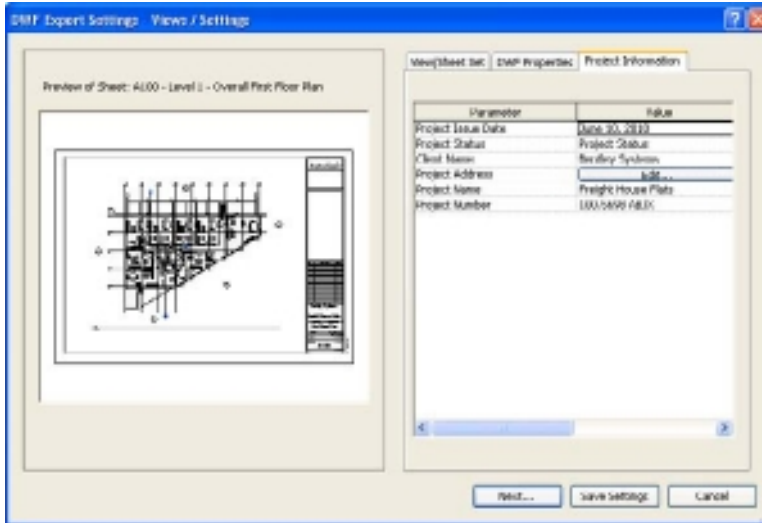 DWF Export Settings - Views / Settings
Preview of Sheet: A100 - Level 1 - Overall First Floor Plan
View/Sheet Set DWF Properties Project Information
Parameter Value
Project Issue Date June 10, 2010
Project Status Project Status
Client Name Bentley Systems
Project Address Edit...
Project Name Freight House Flats
Project Number
Next... Save Settings Cancel